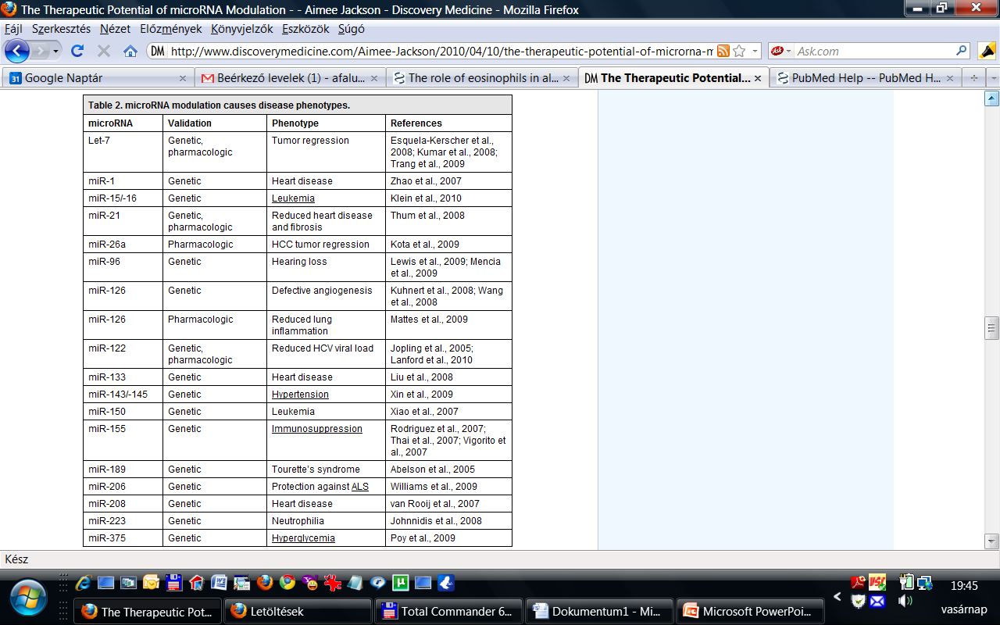 The Therapeutic Potential of microRNA Modulation - - Aimee Jackson - Discovery Medicine - Mozilla Firefox
Fájl Szerkesztés Nézet Előzmények Könyvjelzők Eszközök Súgó
DM http://www.discoverymedicine.com/Aimee-Jackson/2010/04/10/the-therapeutic-potential-of-microrna-m
Ask Ask.com
31 Google Naptár
Beérkező levelek (1) - afalu...
The role of eosinophils in al...
DM The Therapeutic Potential...
PubMed Help -- PubMed H...
Table 2. microRNA modulation causes disease phenotypes.
microRNA Validation Phenotype References
Let-7 Genetic, Tumor regression Esquela-Kerscher et al.,
pharmacologic 2008; Kumar et al., 2008;
Trang et al., 2009
miR-1 Genetic Heart disease Zhao et al., 2007
miR-15/-16 Genetic Leukemia Klein et al., 2010
miR-21 Genetic, Reduced heart disease Thum et al., 2008
pharmacologic and fibrosis
miR-26a Pharmacologic HCC tumor regression Kota et al., 2009
miR-96 Genetic Hearing loss Lewis et al., 2009; Mencia
et al., 2009
miR-126 Genetic Defective angiogenesis Kuhnert et al., 2008; Wang
et al., 2008
miR-126 Pharmacologic Reduced lung Mattes et al., 2009
inflammation
miR-122 Genetic, Reduced HCV viral load Jopling et al., 2005;
pharmacologic Lanford et al., 2010
miR-133 Genetic Heart disease Liu et al., 2008
miR-143/-145 Genetic Hypertension Xin et al., 2009
miR-150 Genetic Leukemia Xiao et al., 2007
miR-155 Genetic Immunosuppression Rodriguez et al., 2007;
Thai et al., 2007; Vigorito et
al., 2007
miR-189 Genetic Tourette’s syndrome Abelson et al., 2005
miR-206 Genetic Protection against ALS Williams et al., 2009
miR-208 Genetic Heart disease van Rooij et al., 2007
miR-223 Genetic Neutrophilia Johnnidis et al., 2008
miR-375 Genetic Hyperglycemia Poy et al., 2009
Kész
19:45
The Therapeutic Pot... Letöltések Total Commander 6... Dokumentum1 - Mi... Microsoft PowerPoi... vasárnap